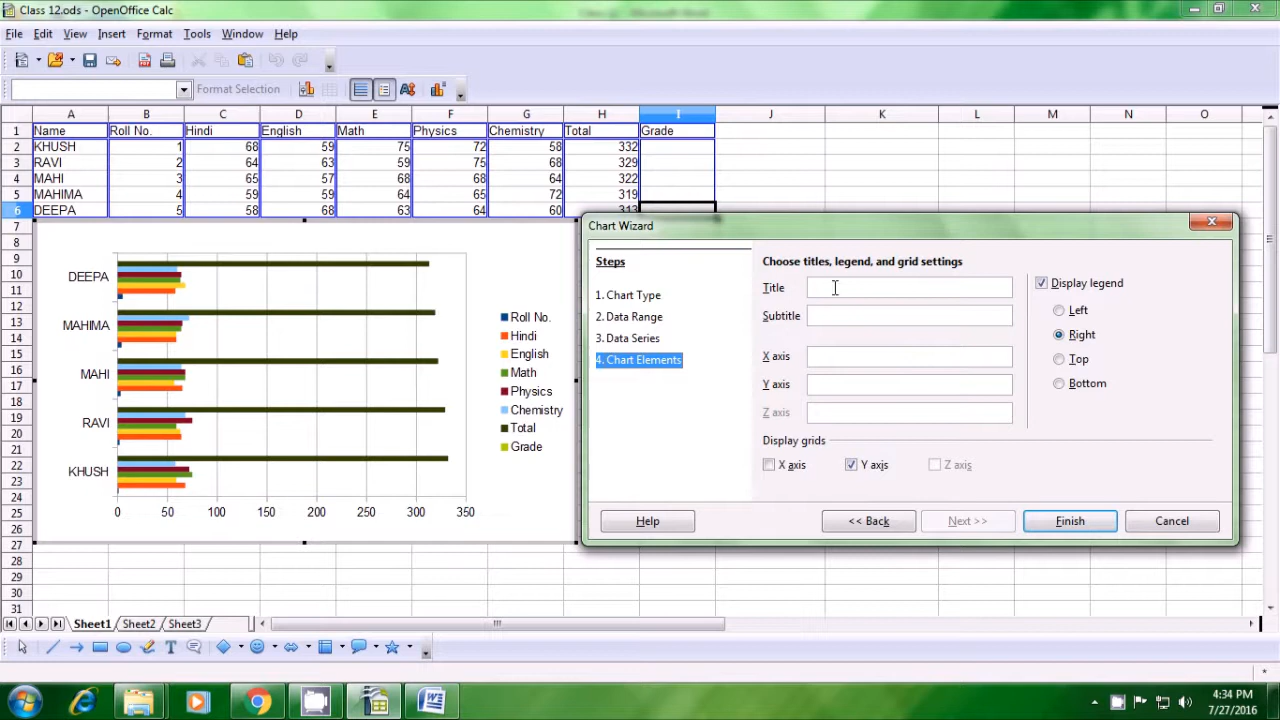 Class 12.ods - OpenOffice Calc
File Edit View Insert Format Tools Window Help
Format Selection
A B C D E F G H I J K L M N O
1 Name Roll No. Hindi English Math Physics Chemistry Total Grade
2 KHUSH 1 68 59 75 72 58 332
3 RAVI 2 64 63 59 75 68 329
4 MAHI 3 65 57 68 68 64 322
5 MAHIMA 4 59 59 64 65 72 319
6 DEEPA 5 58 68 63 64 60 313
7
8
9
10
11
12
13
14
15
16
17
18
19
20
21
22
23
24
25
26
27
28
29
30
31
DEEPA
MAHIMA
MAHI
RAVI
KHUSH
0 50 100 150 200 250 300 350
Roll No.
Hindi
English
Math
Physics
Chemistry
Total
Grade
Chart Wizard
Steps
1. Chart Type
2. Data Range
3. Data Series
4. Chart Elements
Choose titles, legend, and grid settings
Title
Subtitle
X axis
Y axis
Z axis
Display legend
Left
Right
Top
Bottom
Display grids
X axis Y axis Z axis
Help << Back Next >> Finish Cancel
Sheet1 Sheet2 Sheet3
4:34 PM
7/27/2016